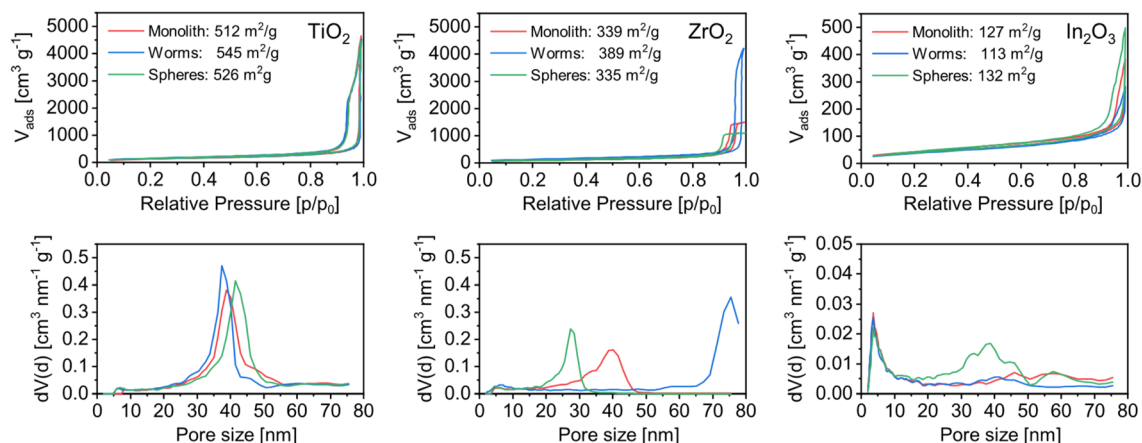 TiO2
Monolith: 512 m2/g
Worms: 545 m2/g
Spheres: 526 m2g
Vads [cm3 g-1]
5000
4000
3000
2000
1000
0
0.0 0.2 0.4 0.6 0.8 1.0
Relative Pressure [p/p0]
ZrO2
Monolith: 339 m2/g
Worms: 389 m2/g
Spheres: 335 m2/g
Vads [cm3 g-1]
5000
4000
3000
2000
1000
0
0.0 0.2 0.4 0.6 0.8 1.0
Relative Pressure [p/p0]
In2O3
Monolith: 127 m2/g
Worms: 113 m2/g
Spheres: 132 m2/g
Vads [cm3 g-1]
500
400
300
200
100
0
0.0 0.2 0.4 0.6 0.8 1.0
Relative Pressure [p/p0]
dV(d) [cm3 nm-1 g-1]
0.5
0.4
0.3
0.2
0.1
0.0
0 10 20 30 40 50 60 70 80
Pore size [nm]
dV(d) [cm3 nm-1 g-1]
0.5
0.4
0.3
0.2
0.1
0.0
0 10 20 30 40 50 60 70 80
Pore size [nm]
dV(d) [cm3 nm-1 g-1]
0.05
0.04
0.03
0.02
0.01
0.00
0 10 20 30 40 50 60 70 80
Pore size [nm]